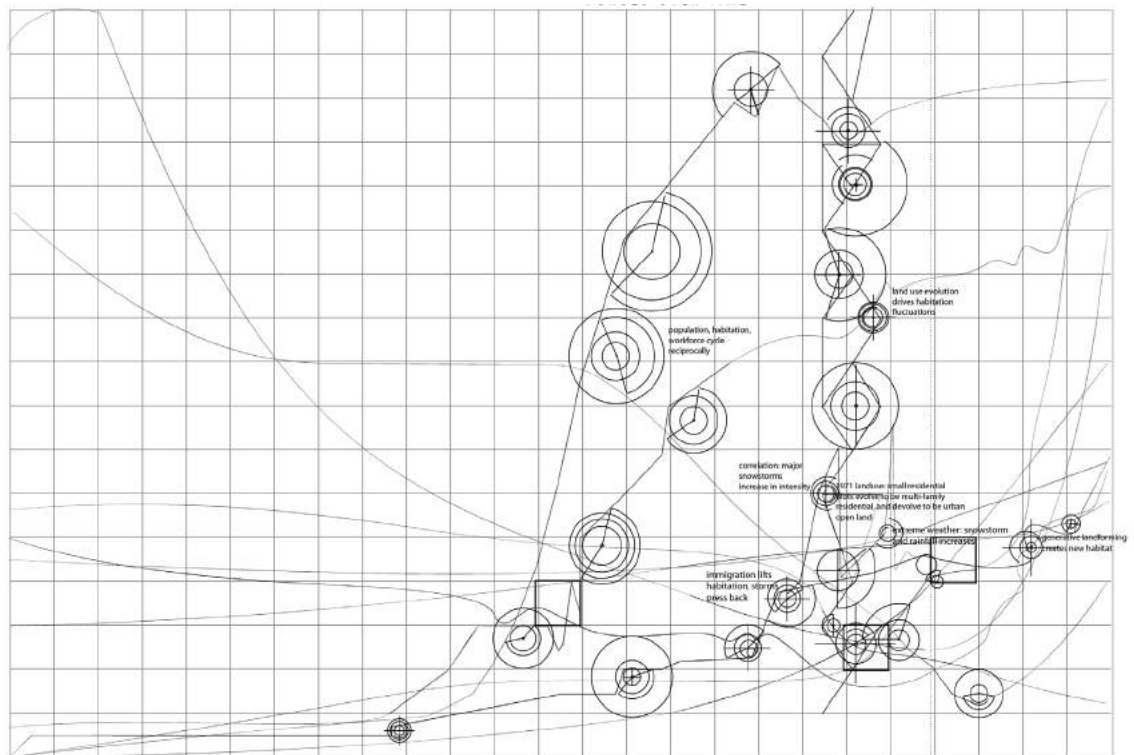 land use evolution
drives habitation
fluctuations
population, habitation,
workforce cycle
reciprocally
correlation: major
snowstorms
increase in intensity
1971 landuse: small residential
plots evolve to be multi-family
residential, and devolve to be urban
open land
extreme weather: snowstorm
and rainfall increases
generative landforming
creates new habitat
immigration lifts
habitation, storms
press back